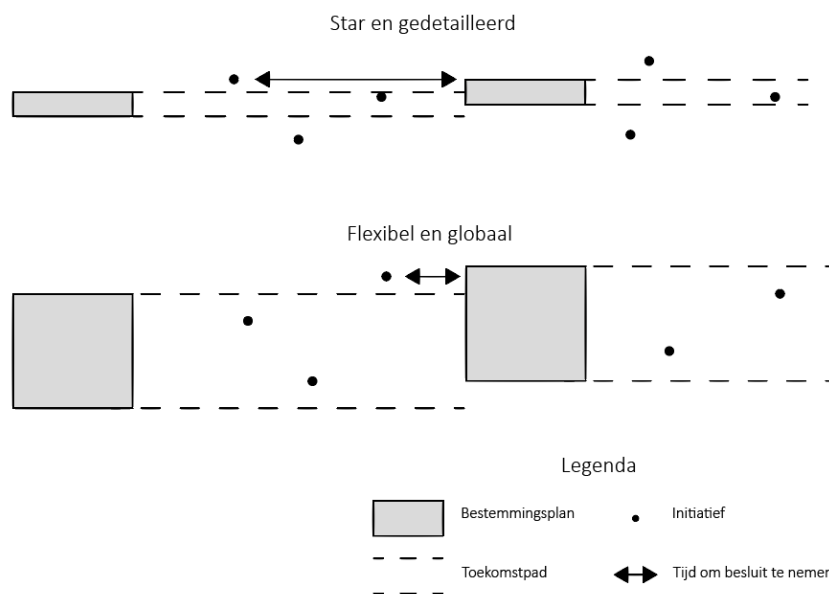 Star en gedetailleerd
Flexibel en globaal
Legenda
Bestemmingsplan
Initiatief
Toekomstpad
Tijd om besluit te nemen